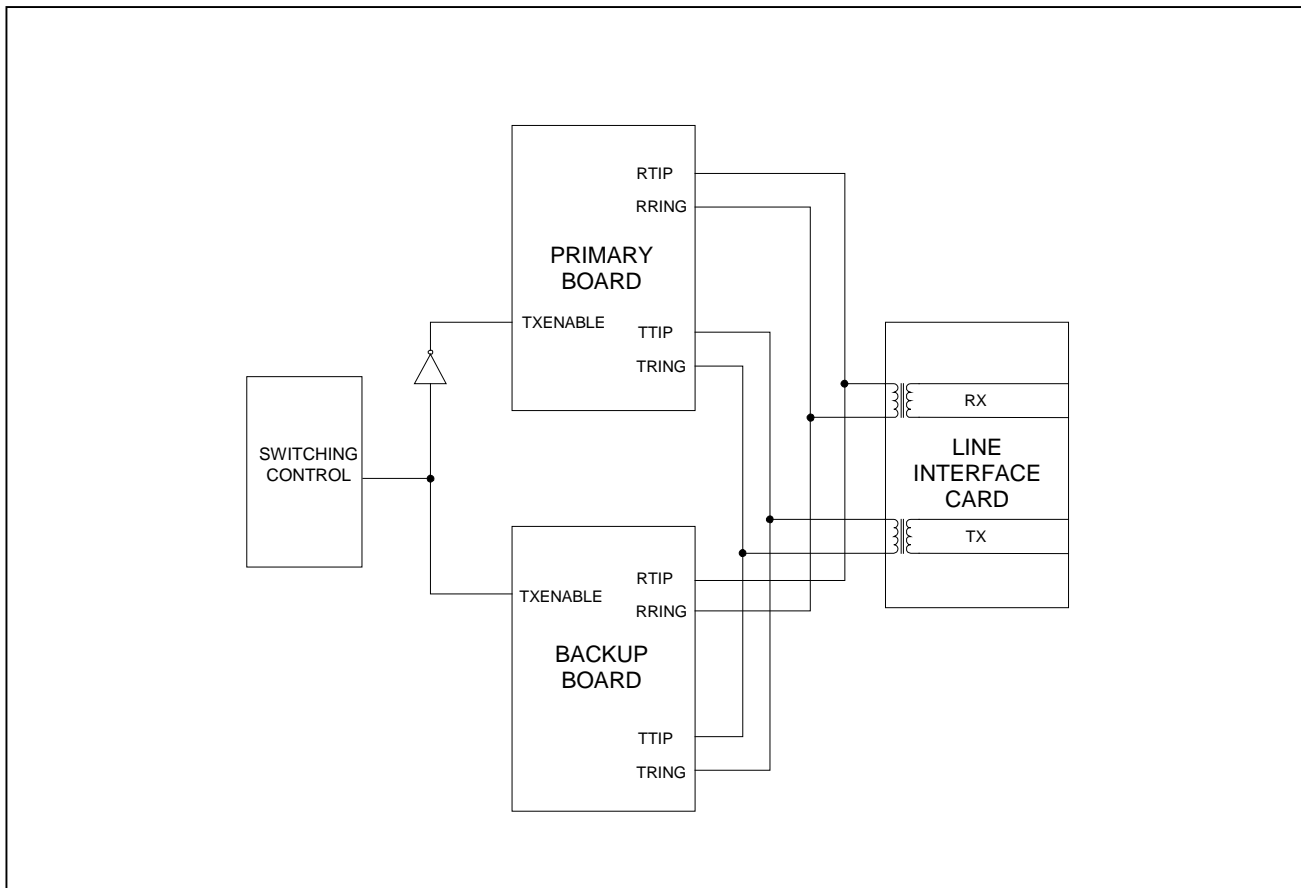 RTIP
RRING
PRIMARY
BOARD
TXENABLE
TTIP
TRING
SWITCHING
CONTROL
RX
LINE
INTERFACE
CARD
TX
RTIP
TXENABLE
RRING
BACKUP
BOARD
TTIP
TRING